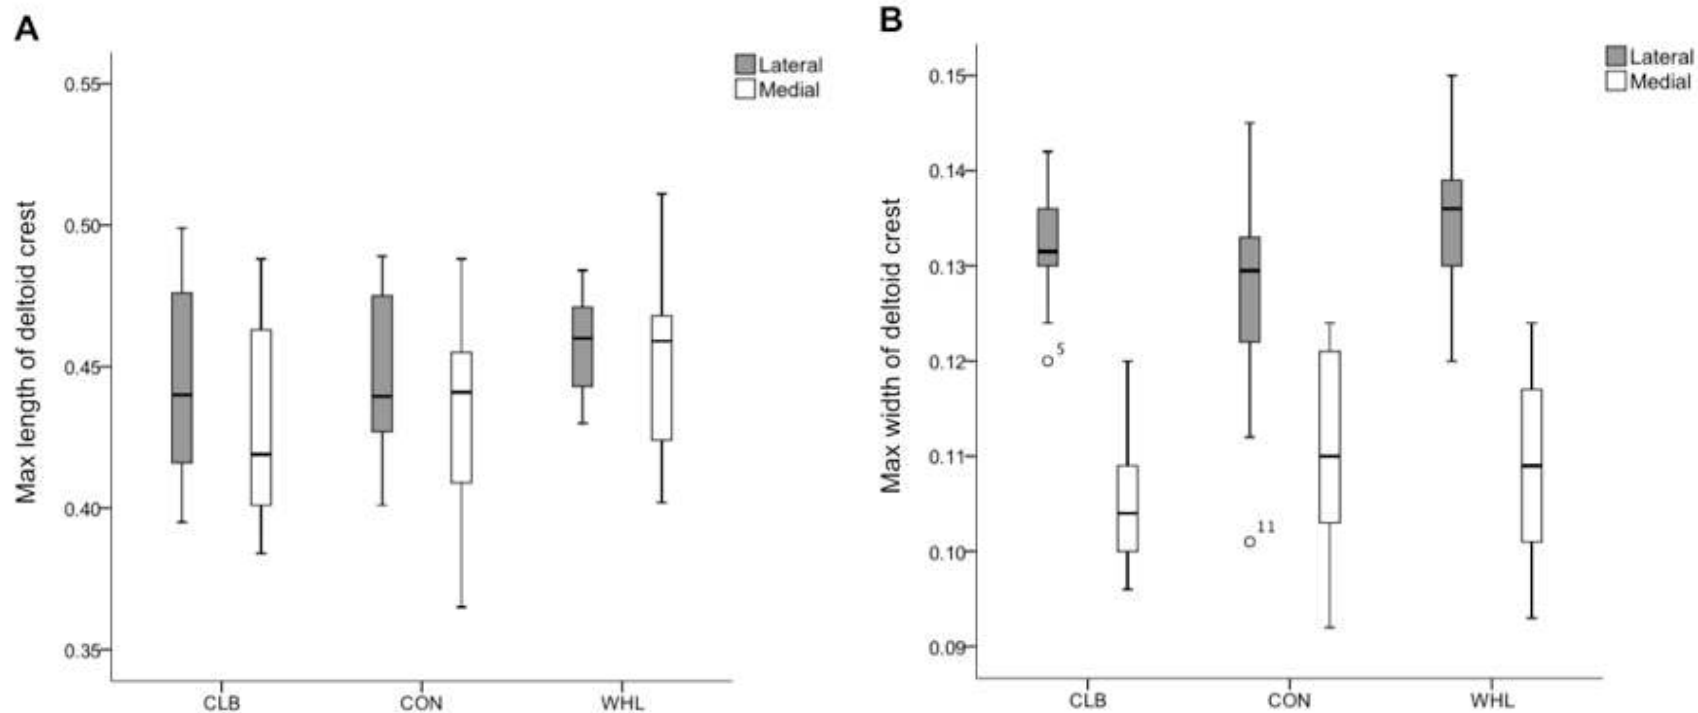 A
Lateral
Medial
Max length of deltoid crest
0.55
0.50
0.45
0.40
0.35
CLB CON WHL
B
Lateral
Medial
Max width of deltoid crest
0.15
0.14
0.13
0.12
0.11
0.10
0.09
5
11
CLB CON WHL